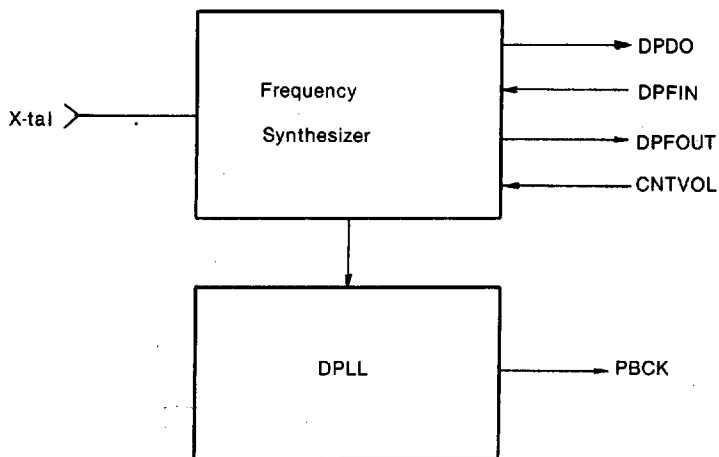 DPDO
Frequency
DPFIN
X-tal
Synthesizer
DPFOUT
CNTVOL
DPLL
PBCK